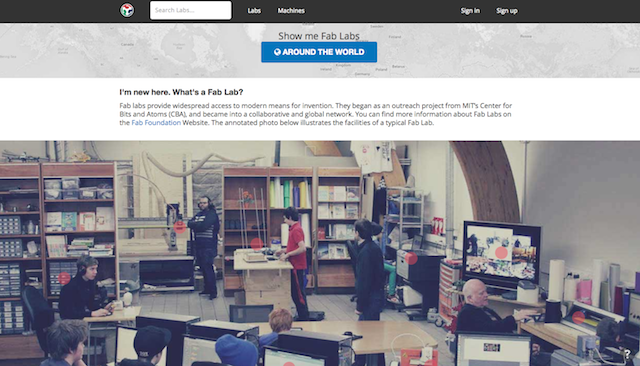 Search Labs...
Labs
Machines
Sign in
Sign up
Show me Fab Labs
AROUND THE WORLD
I'm new here. What's a Fab Lab?
Fab labs provide widespread access to modern means for invention. They began as an outreach project from MIT's Center for
Bits and Atoms (CBA), and became into a collaborative and global network. You can find more information about Fab Labs on
the Fab Foundation Website. The annotated photo below illustrates the facilities of a typical Fab Lab.
?